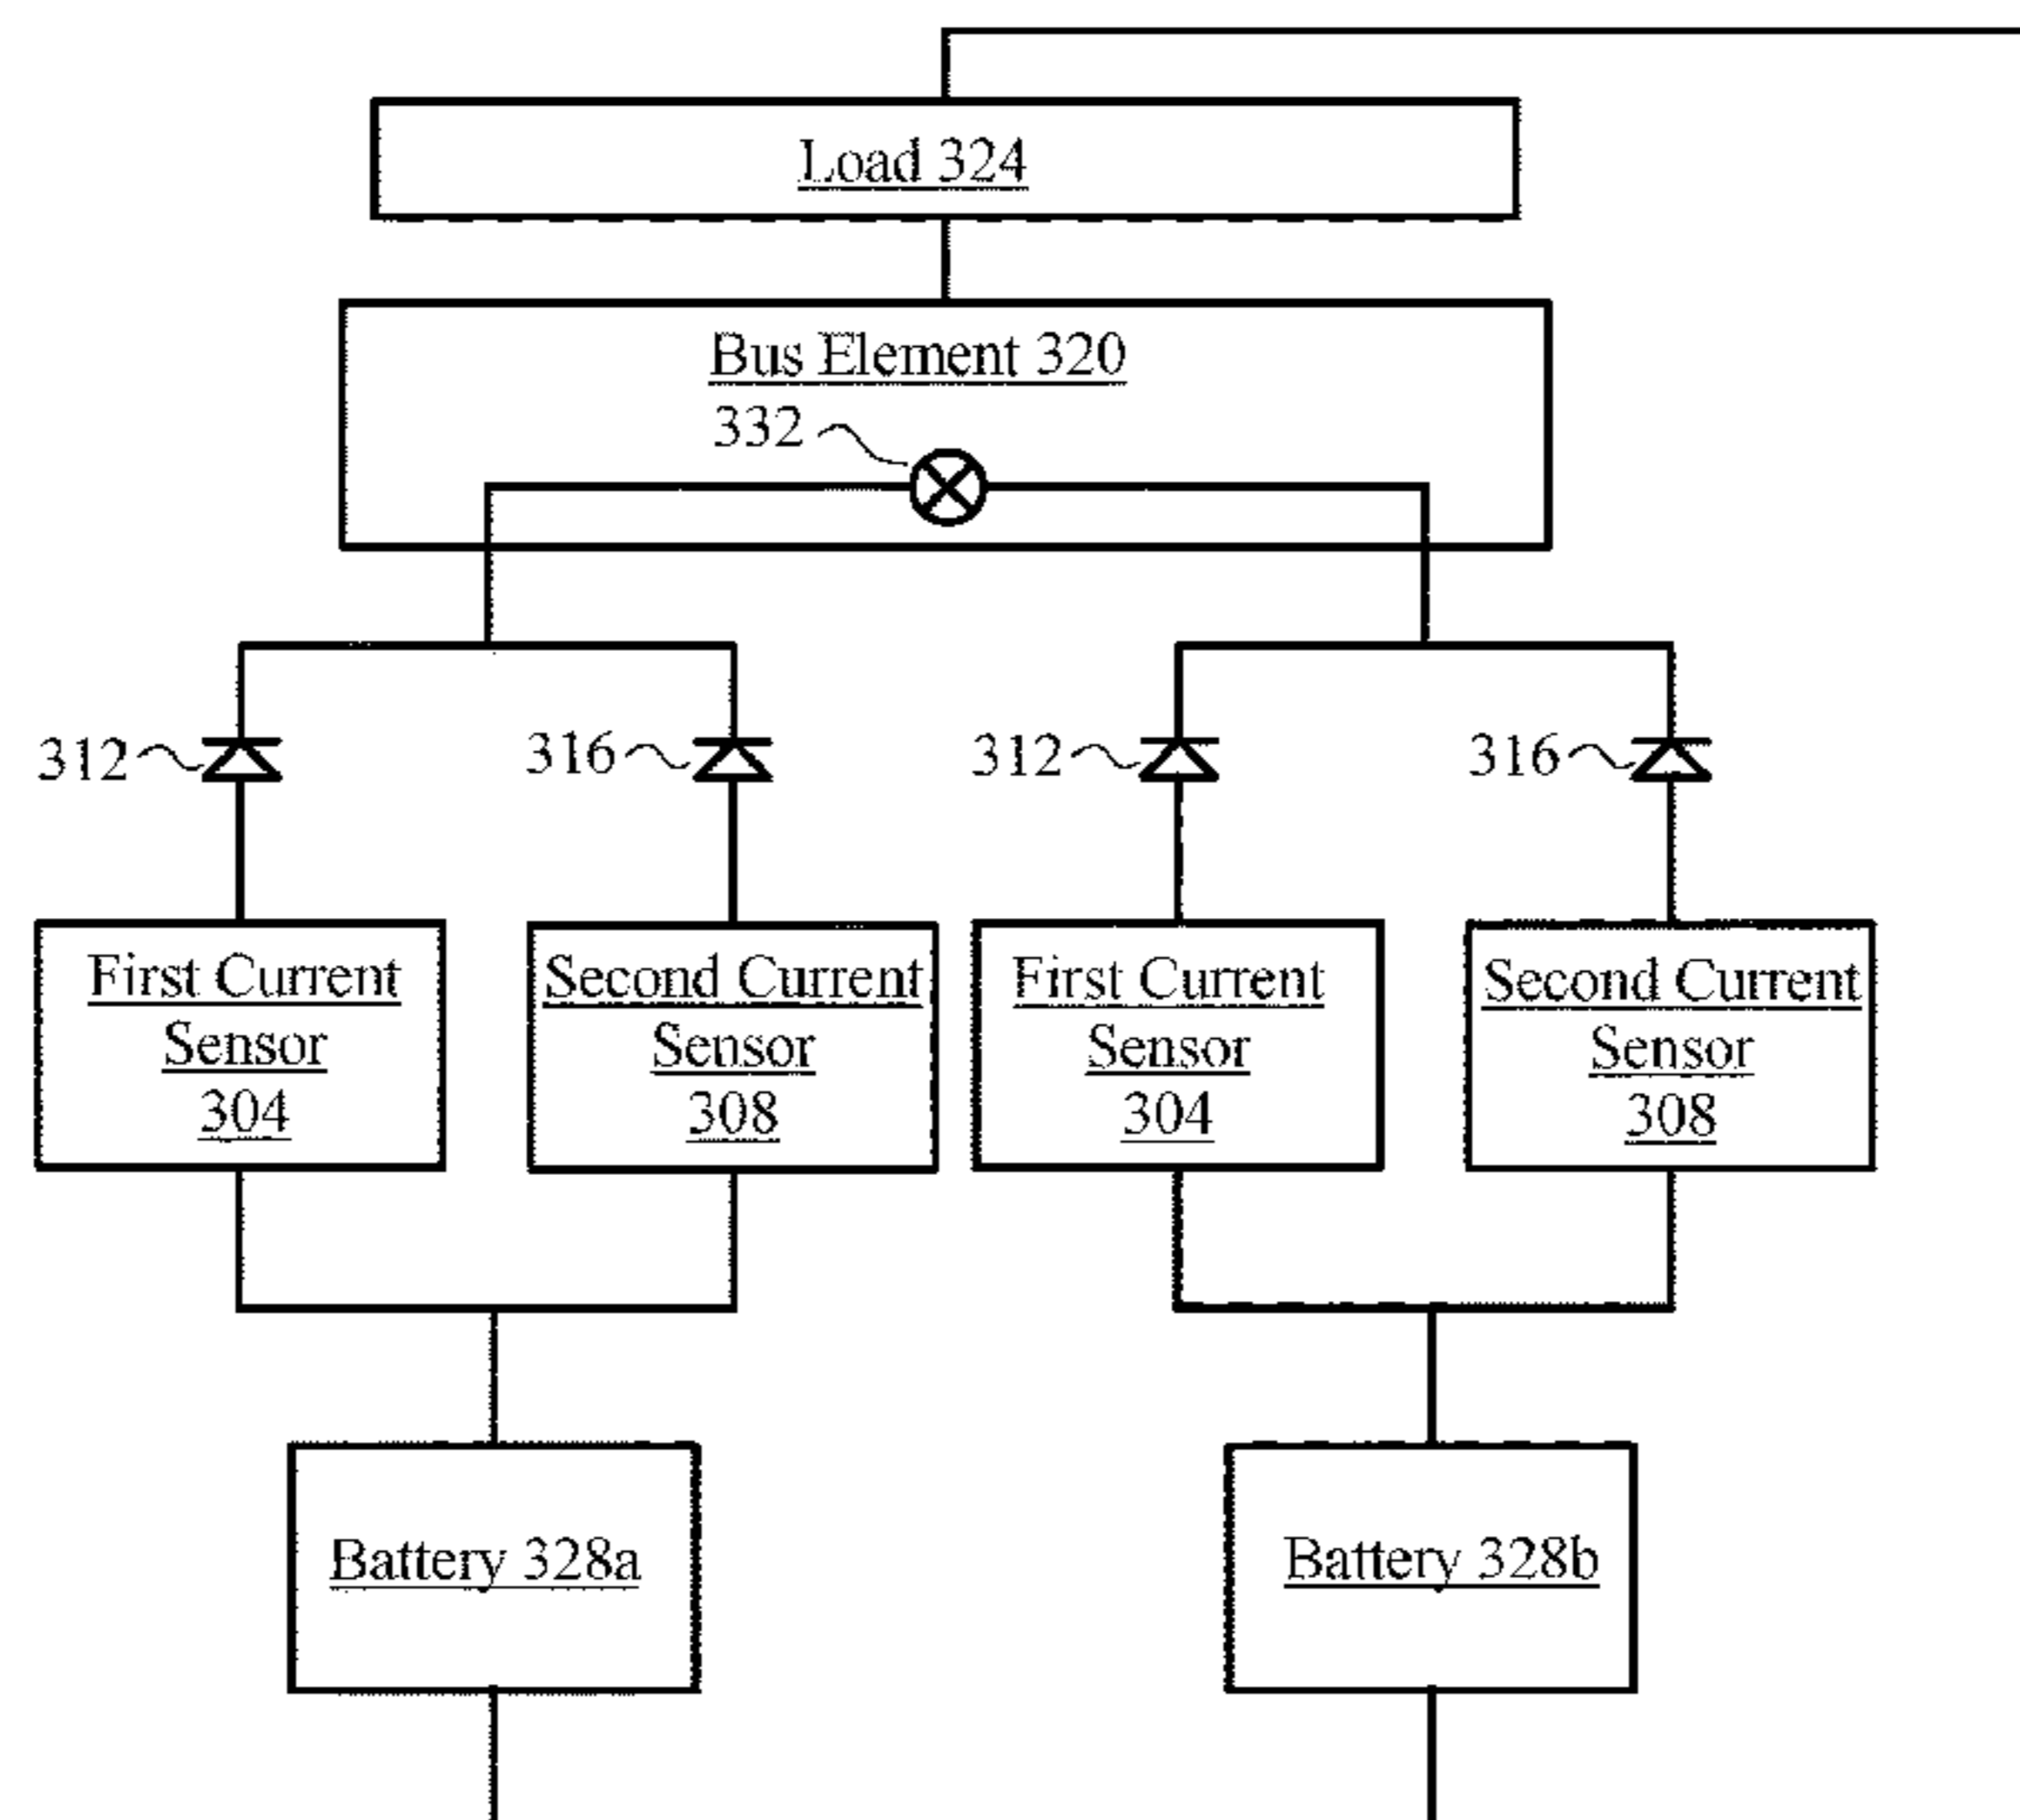 Load 324
Bus Element 320
332
312
316
312
316
First Current
Sensor
304
Second Current
Sensor
308
First Current
Sensor
304
Second Current
Sensor
308
Battery 328a
Battery 328b